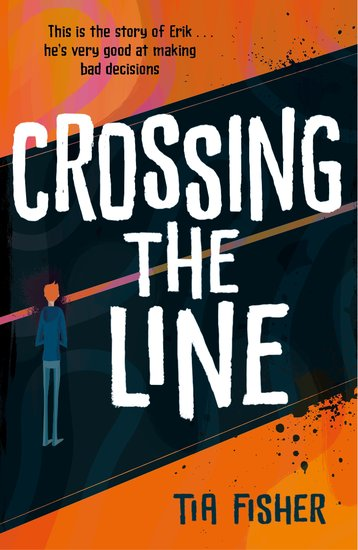 This is the story of Erik . . .
he's very good at making
bad decisions
CROSSING
THE
LINE
TIA FISHER